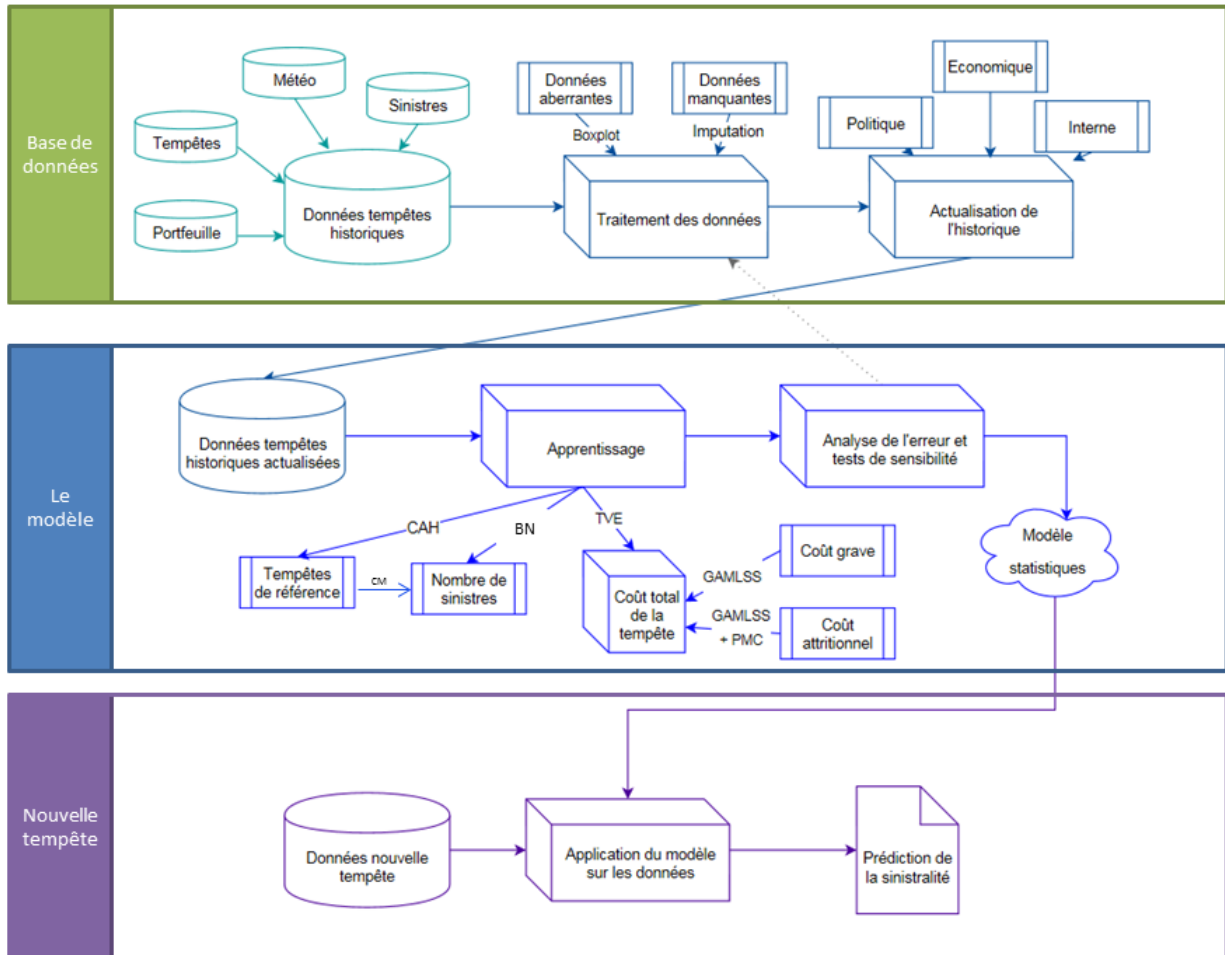 Base de
données
Météo
Sinistres
Tempêtes
Portfeuille
Données tempêtes
historiques
Données
aberrantes
Données
manquantes
Boxplot
Imputation
Traitement des données
Economique
Politique
Interne
Actualisation de
l'historique
Le
modèle
Données tempêtes
historiques actualisées
Apprentissage
Analyse de l'erreur et
tests de sensibilité
CAH
BN
TVE
Tempêtes
de référence
CM
Nombre de
sinistres
Coût total
de la
tempête
GAMLSS
Coût grave
GAMLSS
+ PMC
Coût
attritionnel
Modèle
statistiques
Nouvelle
tempête
Données nouvelle
tempête
Application du modèle
sur les données
Prédiction de
la sinistralité